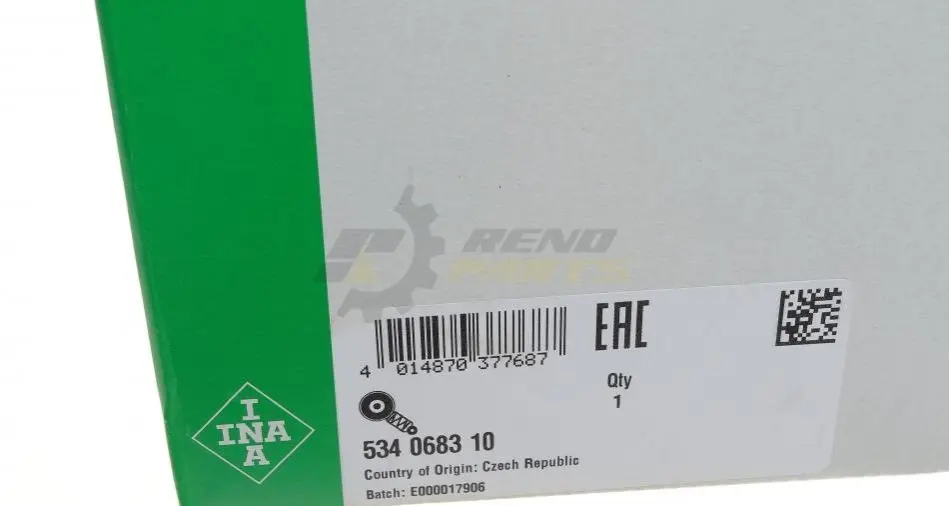 RENO
PARTS
4 014870 377687
EAC
Qty
1
534 0683 10
Country of Origin: Czech Republic
Batch: E000017906
I
INA
A